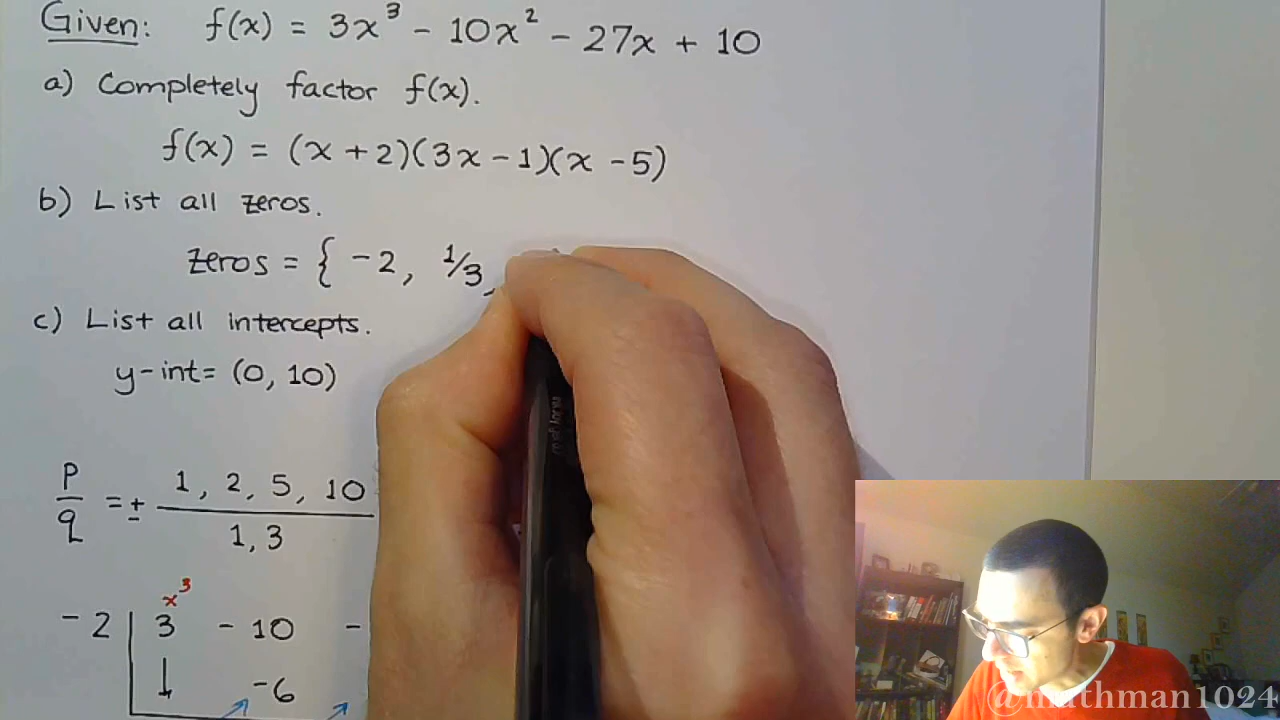 Given: f(x) = 3x³ - 10x² - 27x + 10
a) Completely factor f(x).
f(x) = (x + 2)(3x - 1)(x - 5)
b) List all zeros.
zeros = { -2, 1/3,
c) List all intercepts.
y-int = (0, 10)
p/q = ± 1, 2, 5, 10 / 1, 3
x³
-2 | 3 - 10 -
-6
@mathman1024